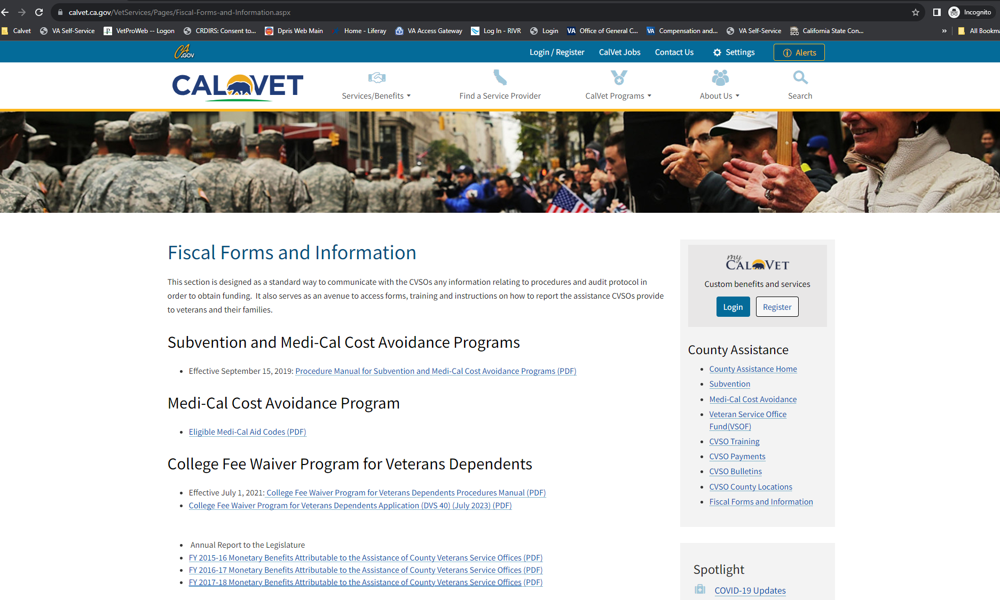 calvet.ca.gov/VetServices/Pages/Fiscal-Forms-and-Information.aspx
Incognito
Calvet
VA Self-Service
VetProWeb -- Logon
CRDIRS: Consent to...
Dpris Web Main
Home - Liferay
VA Access Gateway
Log In - RIVR
Login
VA Office of General C...
VA Compensation and...
VA Self-Service
SCO California State Con...
»
All Bookma
CA.GOV
Login / Register
CalVet Jobs
Contact Us
Settings
Alerts
CALVET
Services/Benefits
Find a Service Provider
CalVet Programs
About Us
Search
Fiscal Forms and Information
This section is designed as a standard way to communicate with the CVSOs any information relating to procedures and audit protocol in
order to obtain funding.  It also serves as an avenue to access forms, training and instructions on how to report the assistance CVSOs provide
to veterans and their families.
Subvention and Medi-Cal Cost Avoidance Programs
• Effective September 15, 2019: Procedure Manual for Subvention and Medi-Cal Cost Avoidance Programs (PDF)
Medi-Cal Cost Avoidance Program
• Eligible Medi-Cal Aid Codes (PDF)
College Fee Waiver Program for Veterans Dependents
• Effective July 1, 2021: College Fee Waiver Program for Veterans Dependents Procedures Manual (PDF)
• College Fee Waiver Program for Veterans Dependents Application (DVS 40) (July 2023) (PDF)
• Annual Report to the Legislature
• FY 2015-16 Monetary Benefits Attributable to the Assistance of County Veterans Service Offices (PDF)
• FY 2016-17 Monetary Benefits Attributable to the Assistance of County Veterans Service Offices (PDF)
• FY 2017-18 Monetary Benefits Attributable to the Assistance of County Veterans Service Offices (PDF)
my
CALVET
Custom benefits and services
Login
Register
County Assistance
• County Assistance Home
• Subvention
• Medi-Cal Cost Avoidance
• Veteran Service Office
Fund(VSOF)
• CVSO Training
• CVSO Payments
• CVSO Bulletins
• CVSO County Locations
• Fiscal Forms and Information
Spotlight
COVID-19 Updates